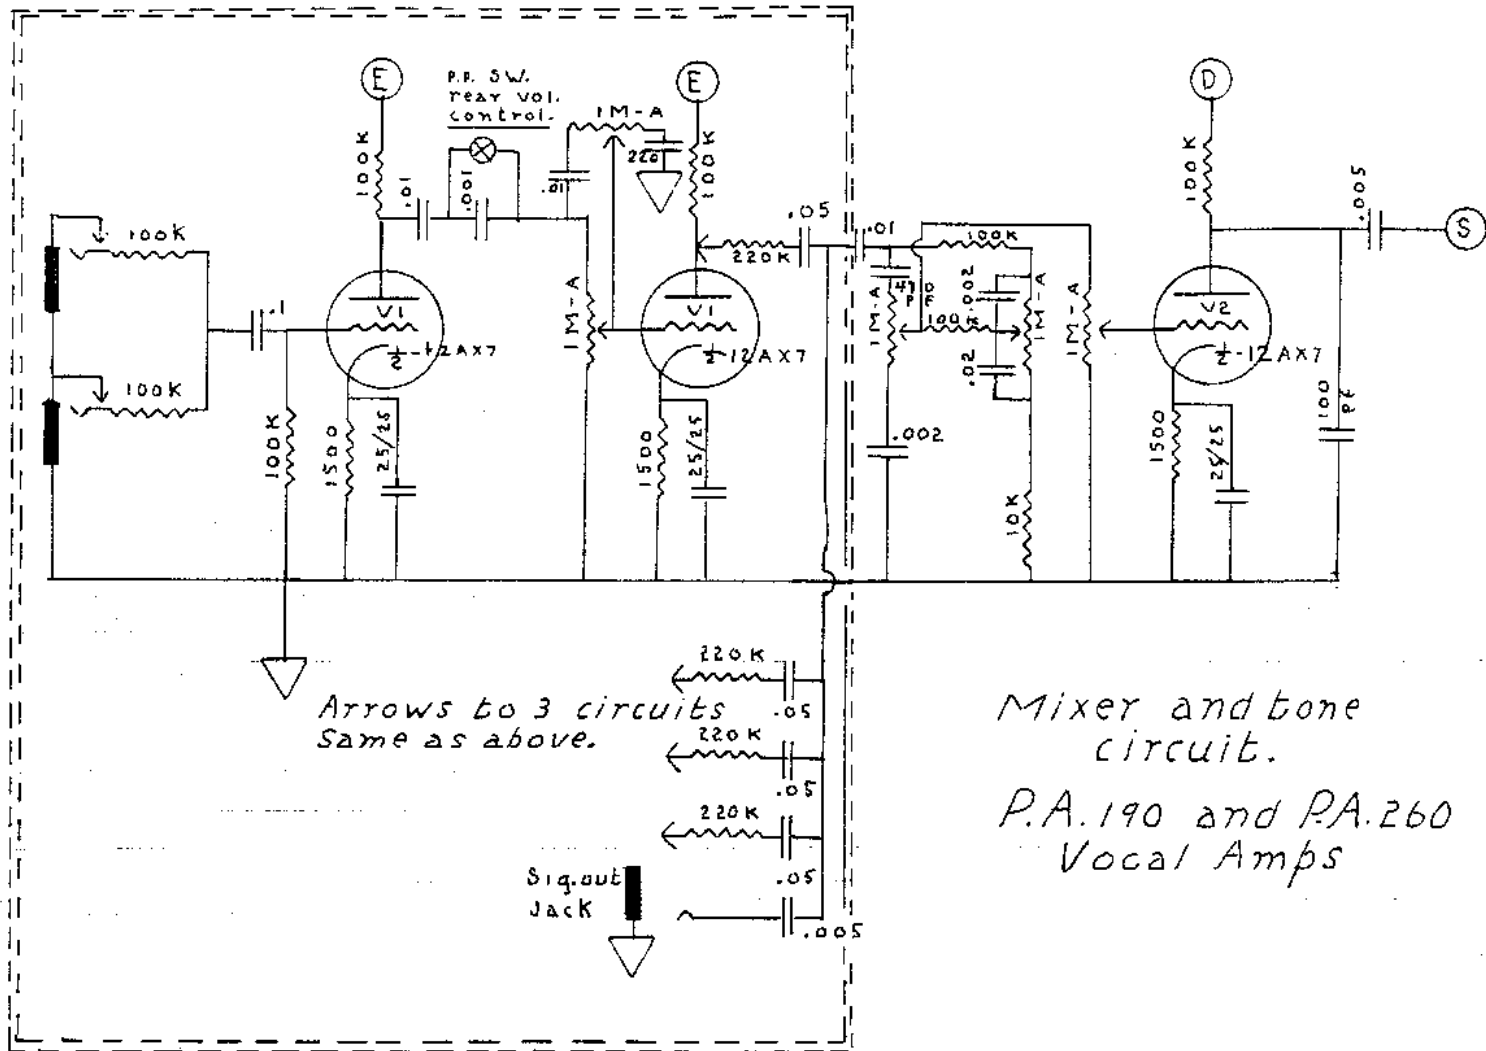 E
P.P. SW.
rear vol.
control.
E
D
1M-A
220
100K
.01
.001
.01
100K
100K
.005
S
100K
.05
.01
100K
220K
.1
V1
1M-A
V1
1M-A
47
PF
.002
100K
1M-A
1M-A
V2
½-12AX7
½-12AX7
½-12AX7
.02
100K
100K
1500
25/25
1500
25/25
.002
10K
1500
25/25
100
PF
220K
.05
Arrows to 3 circuits
same as above.
220K
.05
220K
.05
Sig.out
Jack
.005
Mixer and tone
circuit.
P.A.190 and P.A.260
Vocal Amps